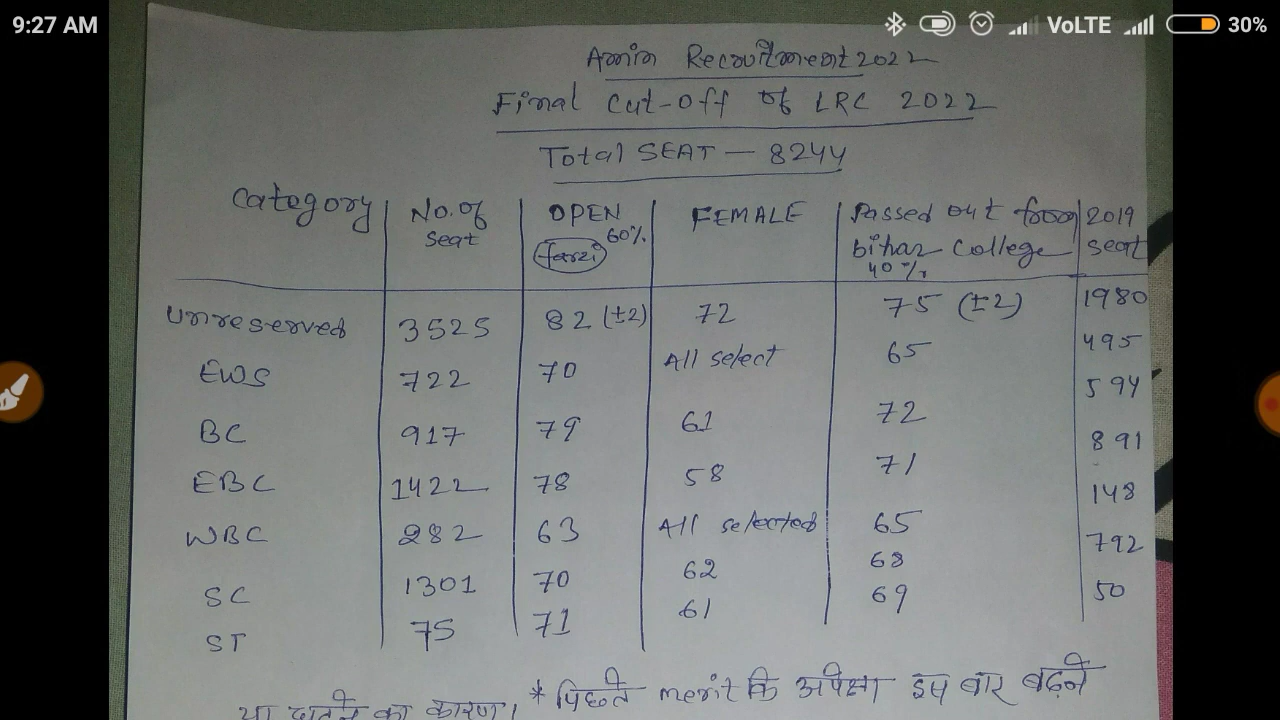 9:27 AM VoLTE 30%
Amin Recruitment 2022
Final Cut-off of LRC 2022
Total SEAT — 8244
Category No. of Seat OPEN 60% (farzi) FEMALE Passed out from bihar College 40% 2019 seat
Unreserved 3525 82 (±2) 72 75 (±2) 1980
EWS 722 70 All select 65 495
BC 917 79 61 72 594
EBC 1422 78 58 71 891
WBC 282 63 All selected 65 148
SC 1301 70 62 68 792
ST 75 71 61 69 50
* पिछले merit कि अपेक्षा इस बार बढ़ने
या घटने का कारण।